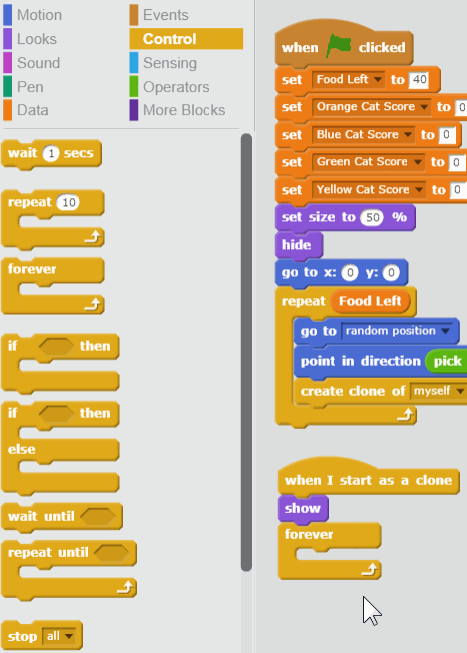 Motion
Events
Looks
Control
Sound
Sensing
Pen
Operators
Data
More Blocks
wait 1 secs
repeat 10
forever
if then
if then
else
wait until
repeat until
stop all
when clicked
set Food Left to 40
set Orange Cat Score to 0
set Blue Cat Score to 0
set Green Cat Score to 0
set Yellow Cat Score to 0
set size to 50 %
hide
go to x: 0 y: 0
repeat Food Left
go to random position
point in direction pick
create clone of myself
when I start as a clone
show
forever